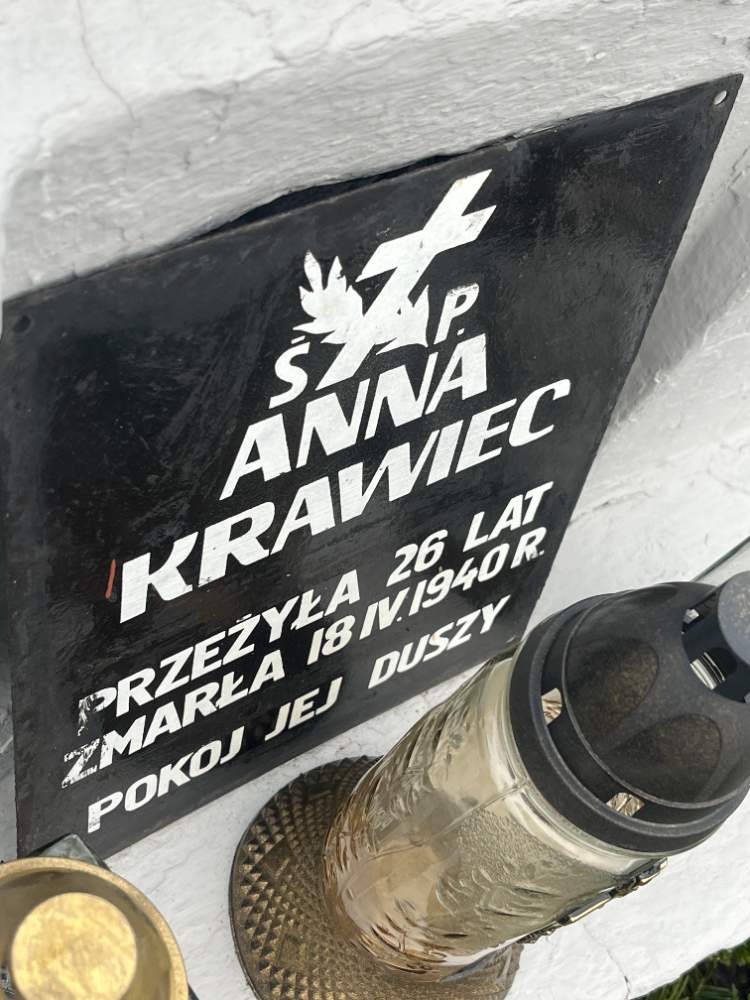 Ś P
ANNA
KRAWIEC
PRZEŻYŁA 26 LAT
ZMARŁA 18 IV.1940 R.
POKOJ JEJ DUSZY